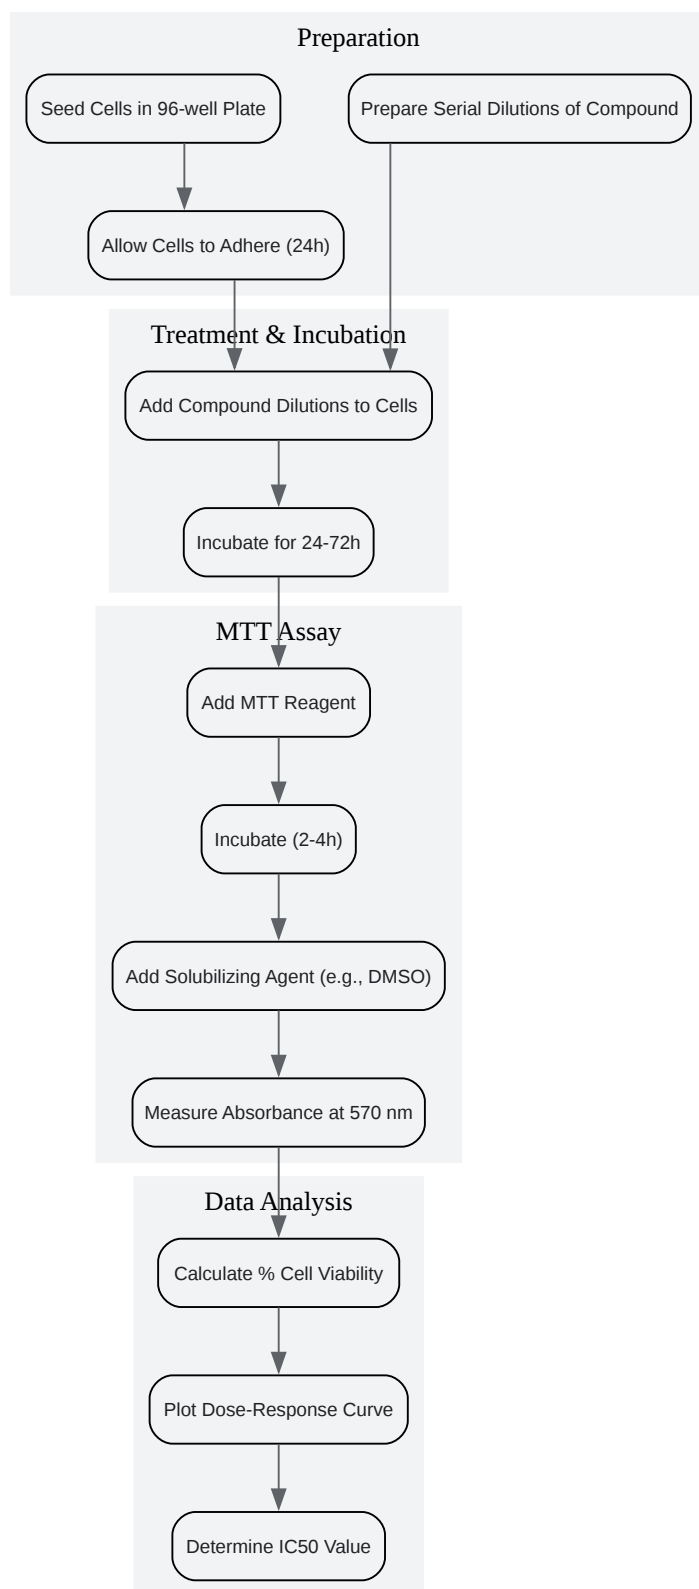 Preparation
Seed Cells in 96-well Plate
Prepare Serial Dilutions of Compound
Allow Cells to Adhere (24h)
Treatment & Incubation
Add Compound Dilutions to Cells
Incubate for 24-72h
MTT Assay
Add MTT Reagent
Incubate (2-4h)
Add Solubilizing Agent (e.g., DMSO)
Measure Absorbance at 570 nm
Data Analysis
Calculate % Cell Viability
Plot Dose-Response Curve
Determine IC50 Value